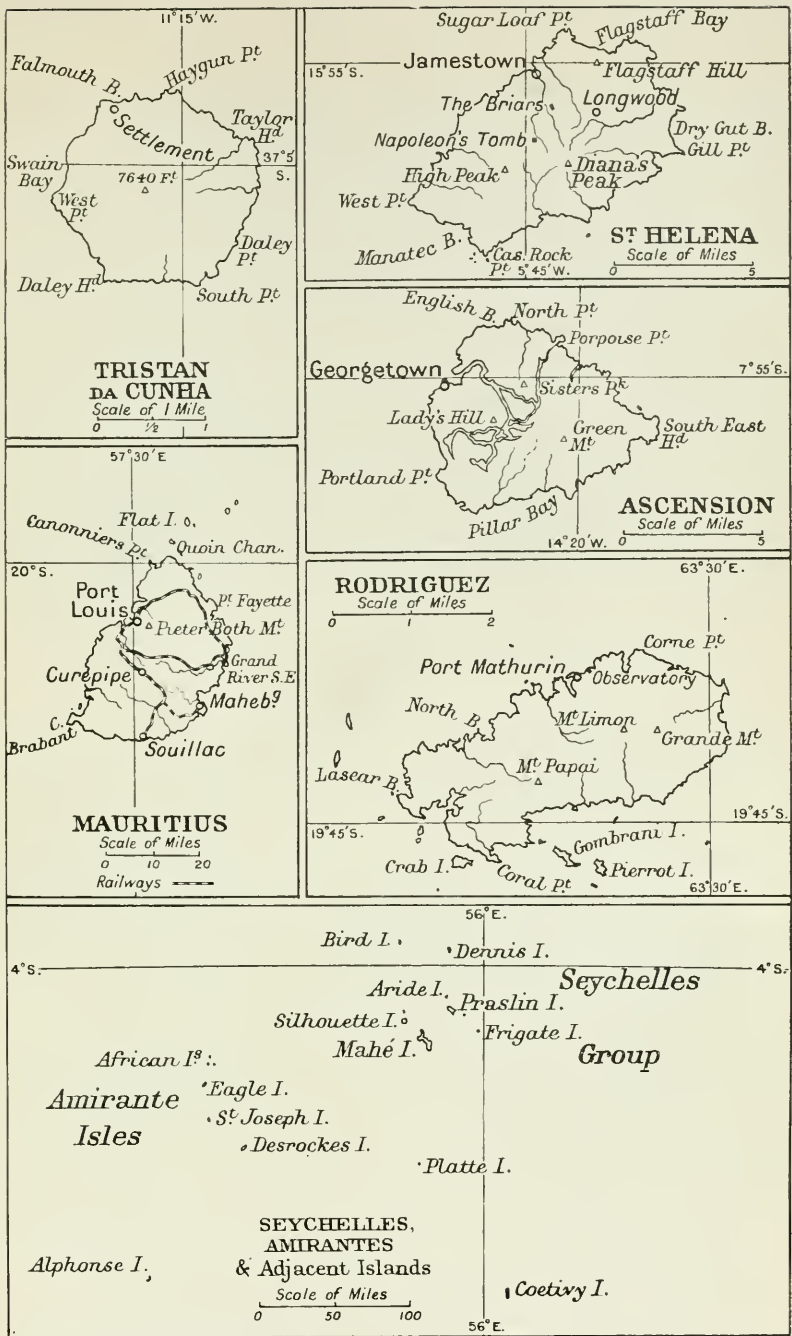 11° 15' W.
Falmouth B.
Haygun Pt.
Settlement
Taylor
Hd.
37° 5'
S.
Swain
Bay
7640 Ft.
West
Pt.
Daley
Pt.
Daley Hd.
South Pt.
TRISTAN
DA CUNHA
Scale of 1 Mile
0 ½ 1
Sugar Loaf Pt.
Flagstaff Bay
Jamestown
15°55' S.
Flagstaff Hill
The Briars
Longwood
Napoleon's Tomb
Dry Gut B.
Gill Pt.
High Peak
Diana's
Peak
West Pt.
Manatec B.
Cas. Rock
Pt.
5°45' W.
ST HELENA
Scale of Miles
0 5
English B.
North Pt.
Porpoise Pt.
Georgetown
7°55' S.
Sisters Pk.
Lady's Hill
Green
Mt.
South East
Hd.
Portland Pt.
Pillar Bay
ASCENSION
Scale of Miles
0 5
14°20' W.
57°30' E
Flat I.
Canonniers Pt.
Quoin Chan.
20° S.
Port
Louis
Pt. Fayette
Pieter Both Mt.
Curepipe
Grand
River S.E
Mahebg.
C.
Brabant
Souillac
MAURITIUS
Scale of Miles
0 10 20
Railways
63°30' E.
RODRIGUEZ
Scale of Miles
0 1 2
Corne Pt.
Port Mathurin
Observatory
North B.
Mt. Limon
Grande Mt.
Mt. Papai
Lasear B.
19°45' S.
19°45' S.
Gombrani I.
Crab I.
Coral Pt.
Pierrot I.
63°30' E.
56° E.
Bird I.
Dennis I.
4° S.
4° S.
Seychelles
Group
Aride I.
Praslin I.
Silhouette I.
Frigate I.
Mahé I.
African Is.
Amirante
Isles
Eagle I.
St. Joseph I.
Desrockes I.
Platte I.
SEYCHELLES,
AMIRANTES
& Adjacent Islands
Scale of Miles
0 50 100
Alphonse I.
Coetivy I.
56° E.